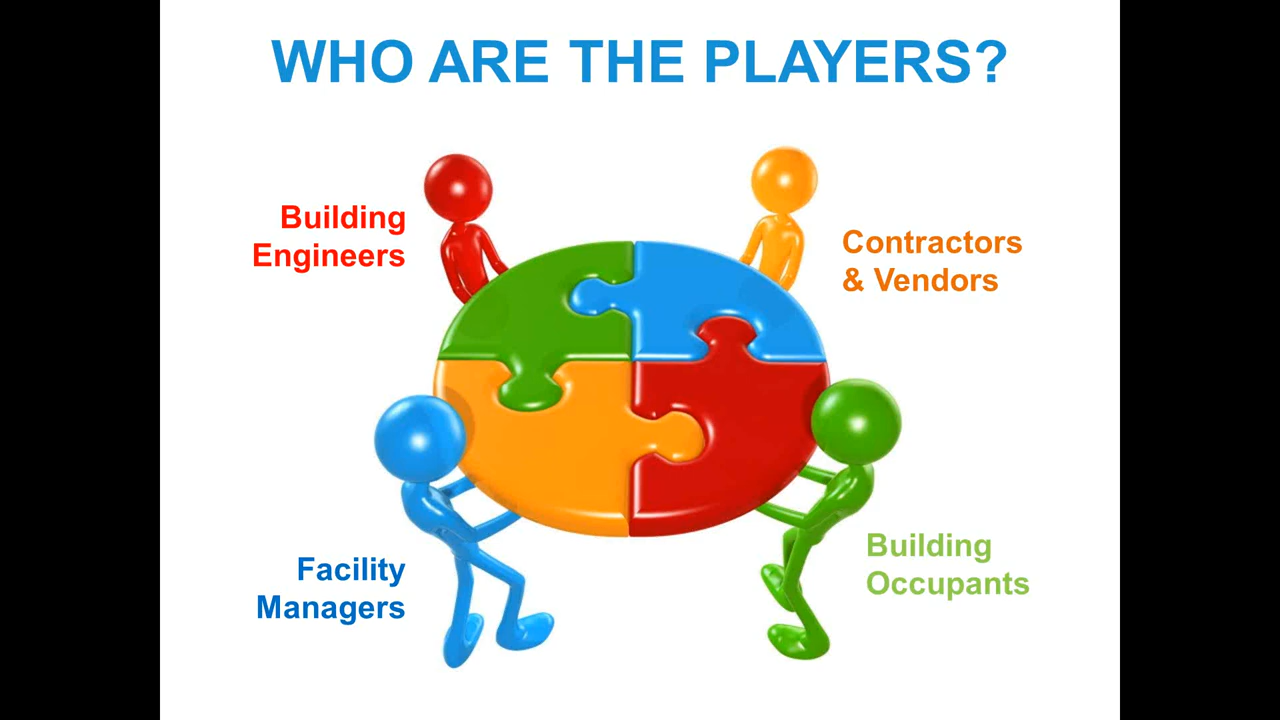 WHO ARE THE PLAYERS?
Building
Engineers
Contractors
& Vendors
Facility
Managers
Building
Occupants